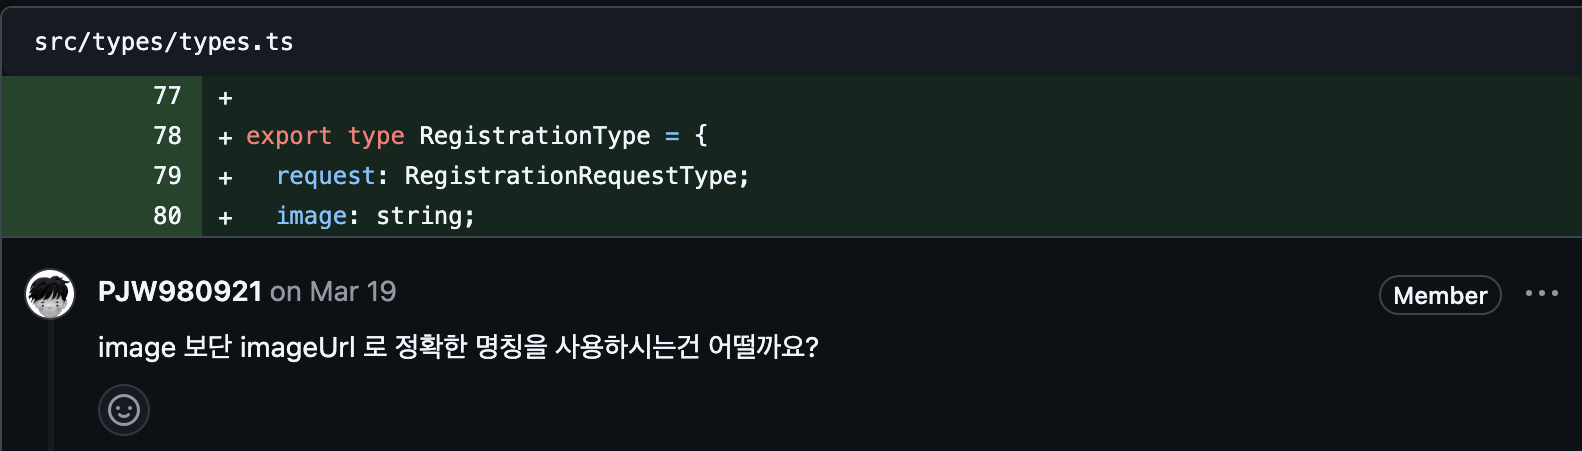 src/types/types.ts
77 +
78 + export type RegistrationType = {
79 + request: RegistrationRequestType;
80 + image: string;
PJW980921 on Mar 19 Member ...
image 보단 imageUrl 로 정확한 명칭을 사용하시는건 어떨까요?